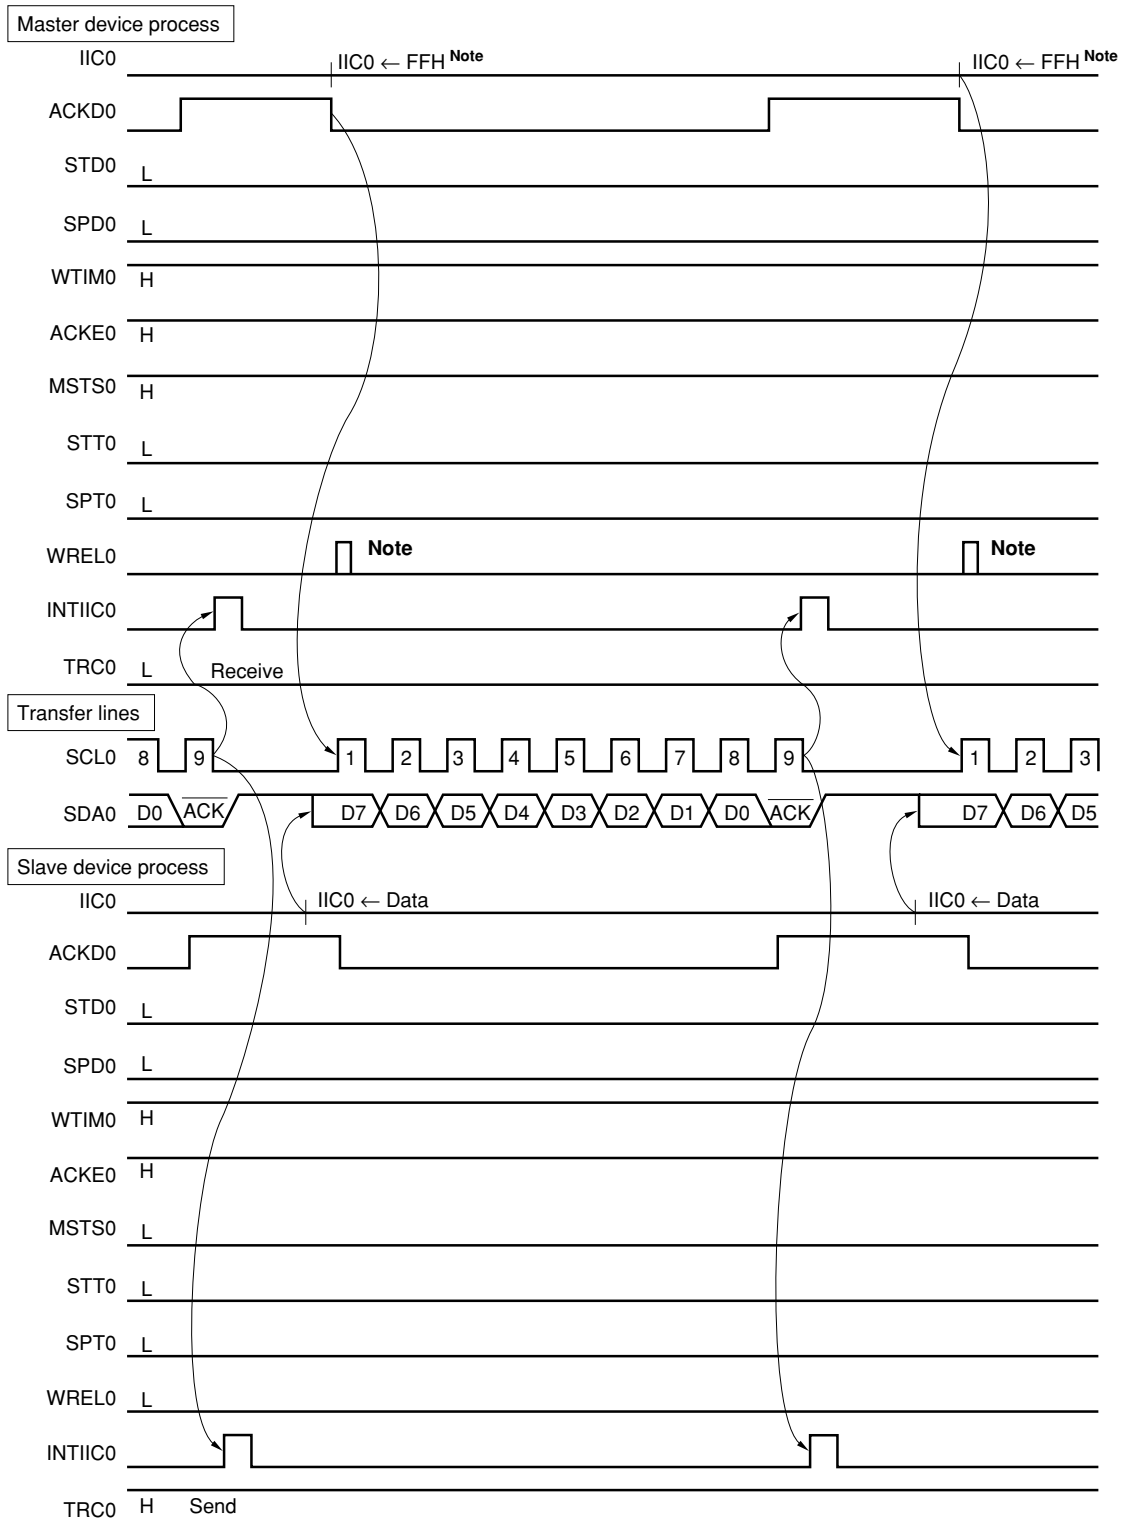 Master device process
IIC0 IIC0 ← FFH Note IIC0 ← FFH Note
ACKD0
STD0 L
SPD0 L
WTIM0 H
ACKE0 H
MSTS0 H
STT0 L
SPT0 L
WREL0 Note Note
INTIIC0
TRC0 L Receive
Transfer lines
SCL0 8 9 1 2 3 4 5 6 7 8 9 1 2 3
SDA0 D0 ACK D7 D6 D5 D4 D3 D2 D1 D0 ACK D7 D6 D5
Slave device process
IIC0 IIC0 ← Data IIC0 ← Data
ACKD0
STD0 L
SPD0 L
WTIM0 H
ACKE0 H
MSTS0 L
STT0 L
SPT0 L
WREL0 L
INTIIC0
TRC0 H Send